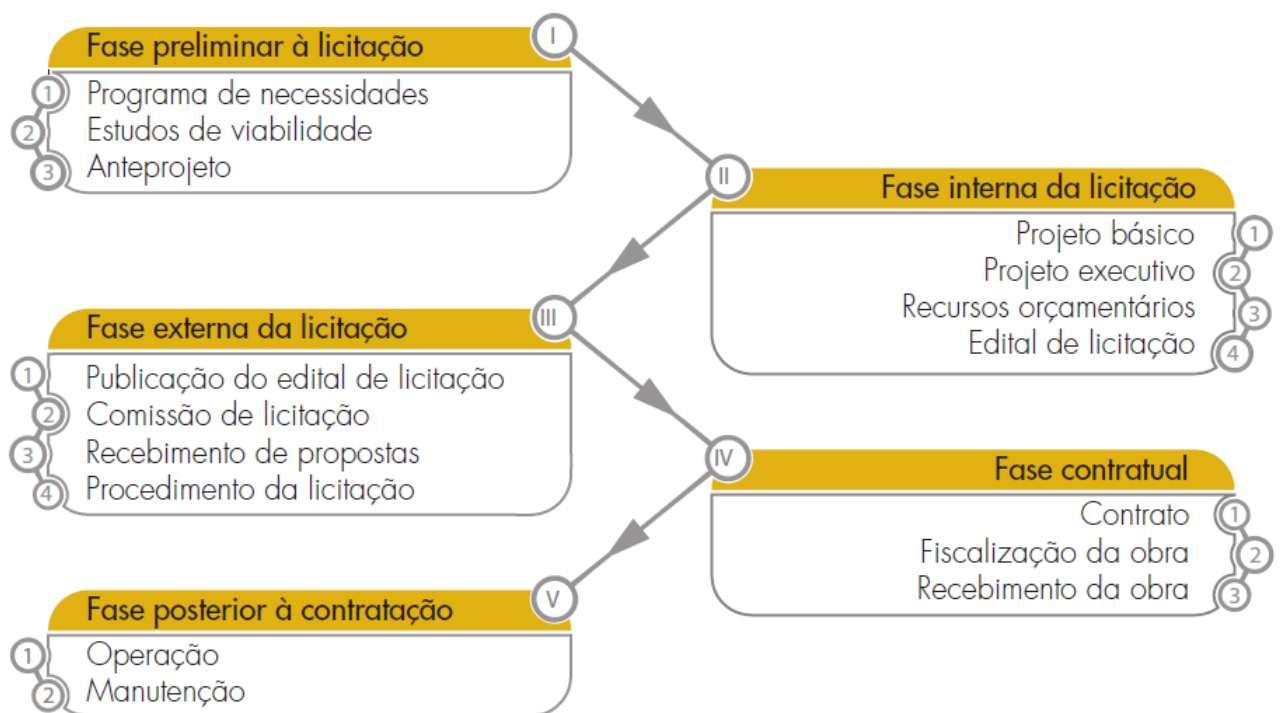 I
Fase preliminar à licitação
1 Programa de necessidades
2 Estudos de viabilidade
3 Anteprojeto
II
Fase interna da licitação
Projeto básico 1
Projeto executivo 2
Recursos orçamentários 3
Edital de licitação 4
III
Fase externa da licitação
1 Publicação do edital de licitação
2 Comissão de licitação
3 Recebimento de propostas
4 Procedimento da licitação
IV
Fase contratual
Contrato 1
Fiscalização da obra 2
Recebimento da obra 3
V
Fase posterior à contratação
1 Operação
2 Manutenção